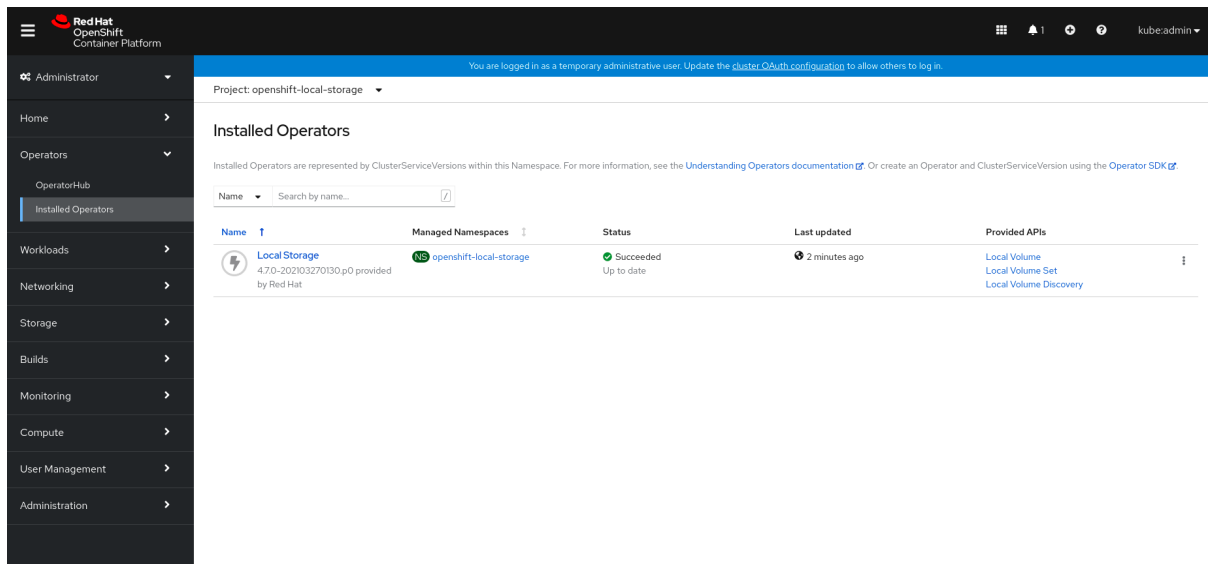 Red Hat
OpenShift
Container Platform
1
kube:admin
Administrator
You are logged in as a temporary administrative user. Update the cluster OAuth configuration to allow others to log in.
Project: openshift-local-storage
Home
Operators
OperatorHub
Installed Operators
Workloads
Networking
Storage
Builds
Monitoring
Compute
User Management
Administration
Installed Operators
Installed Operators are represented by ClusterServiceVersions within this Namespace. For more information, see the Understanding Operators documentation. Or create an Operator and ClusterServiceVersion using the Operator SDK.
Name Search by name... /
Name Managed Namespaces Status Last updated Provided APIs
Local Storage NS openshift-local-storage Succeeded 2 minutes ago Local Volume
4.7.0-202103270130.p0 provided Up to date Local Volume Set
by Red Hat Local Volume Discovery